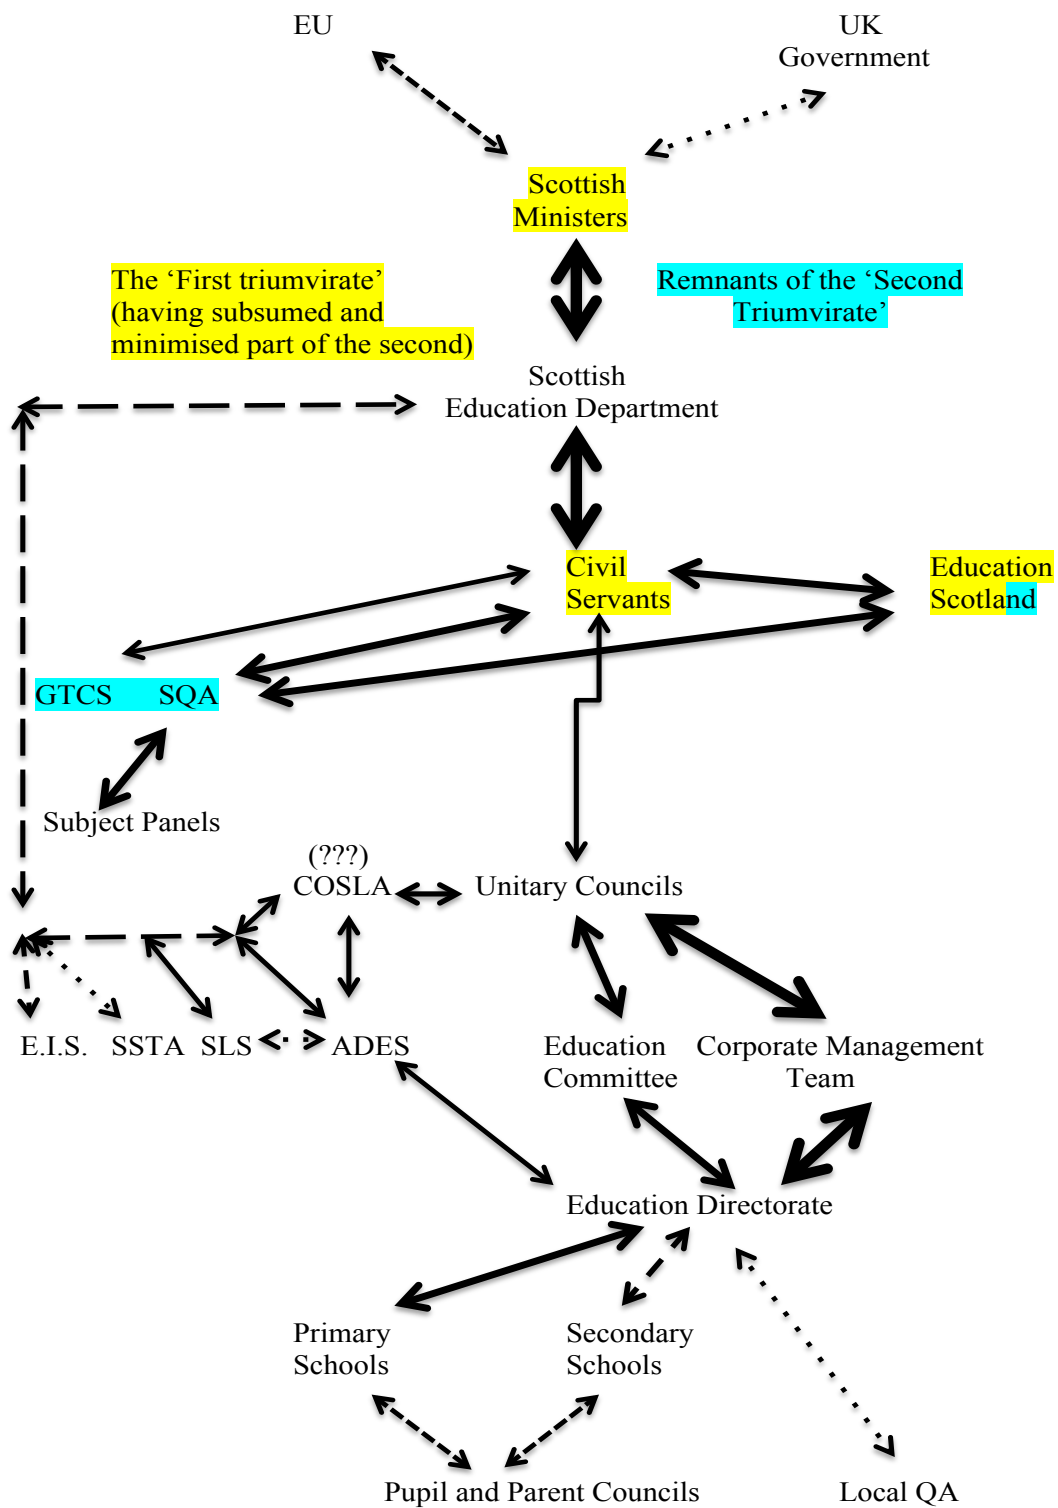 EU
UK
Government
Scottish
Ministers
The ‘First triumvirate’
(having subsumed and
minimised part of the second)
Remnants of the ‘Second
Triumvirate’
Scottish
Education Department
Civil
Servants
Education
Scotland
GTCS SQA
Subject Panels
(???)
COSLA
Unitary Councils
E.I.S. SSTA SLS ADES
Education
Committee
Corporate Management
Team
Education Directorate
Primary
Schools
Secondary
Schools
Pupil and Parent Councils
Local QA